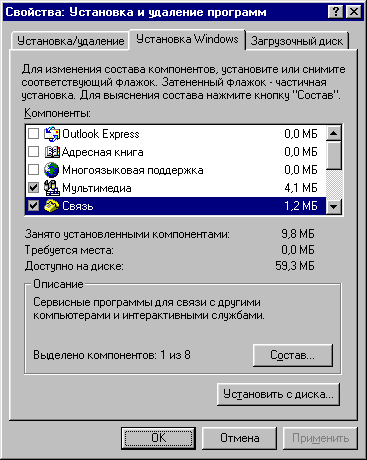 Свойства: Установка и удаление программ
Установка/удаление Установка Windows Загрузочный диск
Для изменения состава компонентов, установите или снимите
соответствующий флажок. Затененный флажок - частичная
установка. Для выяснения состава нажмите кнопку "Состав".
Компоненты:
Outlook Express 0,0 МБ
Адресная книга 0,0 МБ
Многоязыковая поддержка 0,0 МБ
Мультимедиа 4,1 МБ
Связь 1,2 МБ
Занято установленными компонентами: 9,8 МБ
Требуется места: 0,0 МБ
Доступно на диске: 59,3 МБ
Описание
Сервисные программы для связи с другими
компьютерами и интерактивными службами.
Выделено компонентов: 1 из 8 Состав...
Установить с диска...
OK Отмена Применить